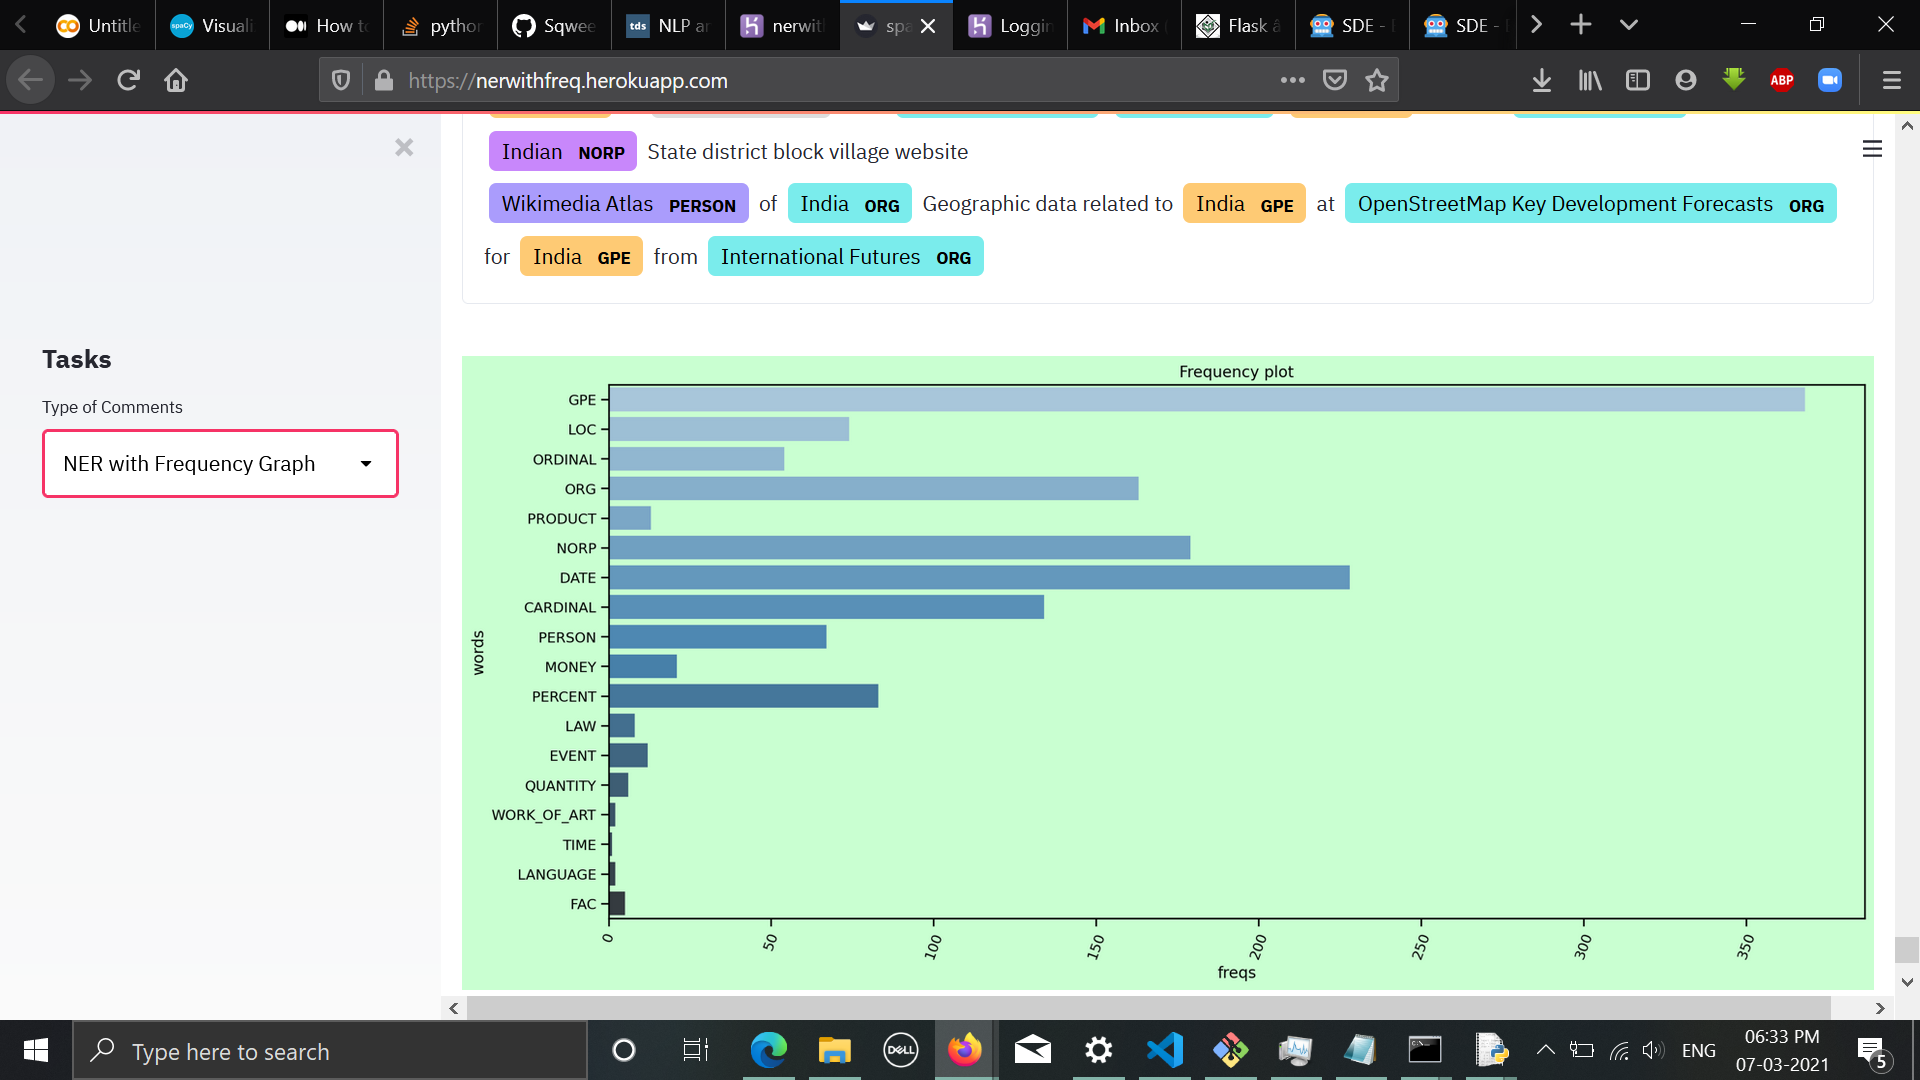 Untitle
Visuali
How to
python
Sqwee
tds NLP a
nerwith
spa
Loggin
Inbox
Flask
SDE -
SDE -
https://nerwithfreq.herokuapp.com
ABP
Indian NORP State district block village website
Wikimedia Atlas PERSON of India ORG Geographic data related to India GPE at OpenStreetMap Key Development Forecasts ORG
for India GPE from International Futures ORG
Tasks
Type of Comments
NER with Frequency Graph
Frequency plot
GPE
LOC
ORDINAL
ORG
PRODUCT
NORP
DATE
CARDINAL
PERSON
MONEY
PERCENT
LAW
EVENT
QUANTITY
WORK_OF_ART
TIME
LANGUAGE
FAC
words
0 50 100 150 200 250 300 350
freqs
Type here to search
DELL
ENG
06:33 PM
07-03-2021
5